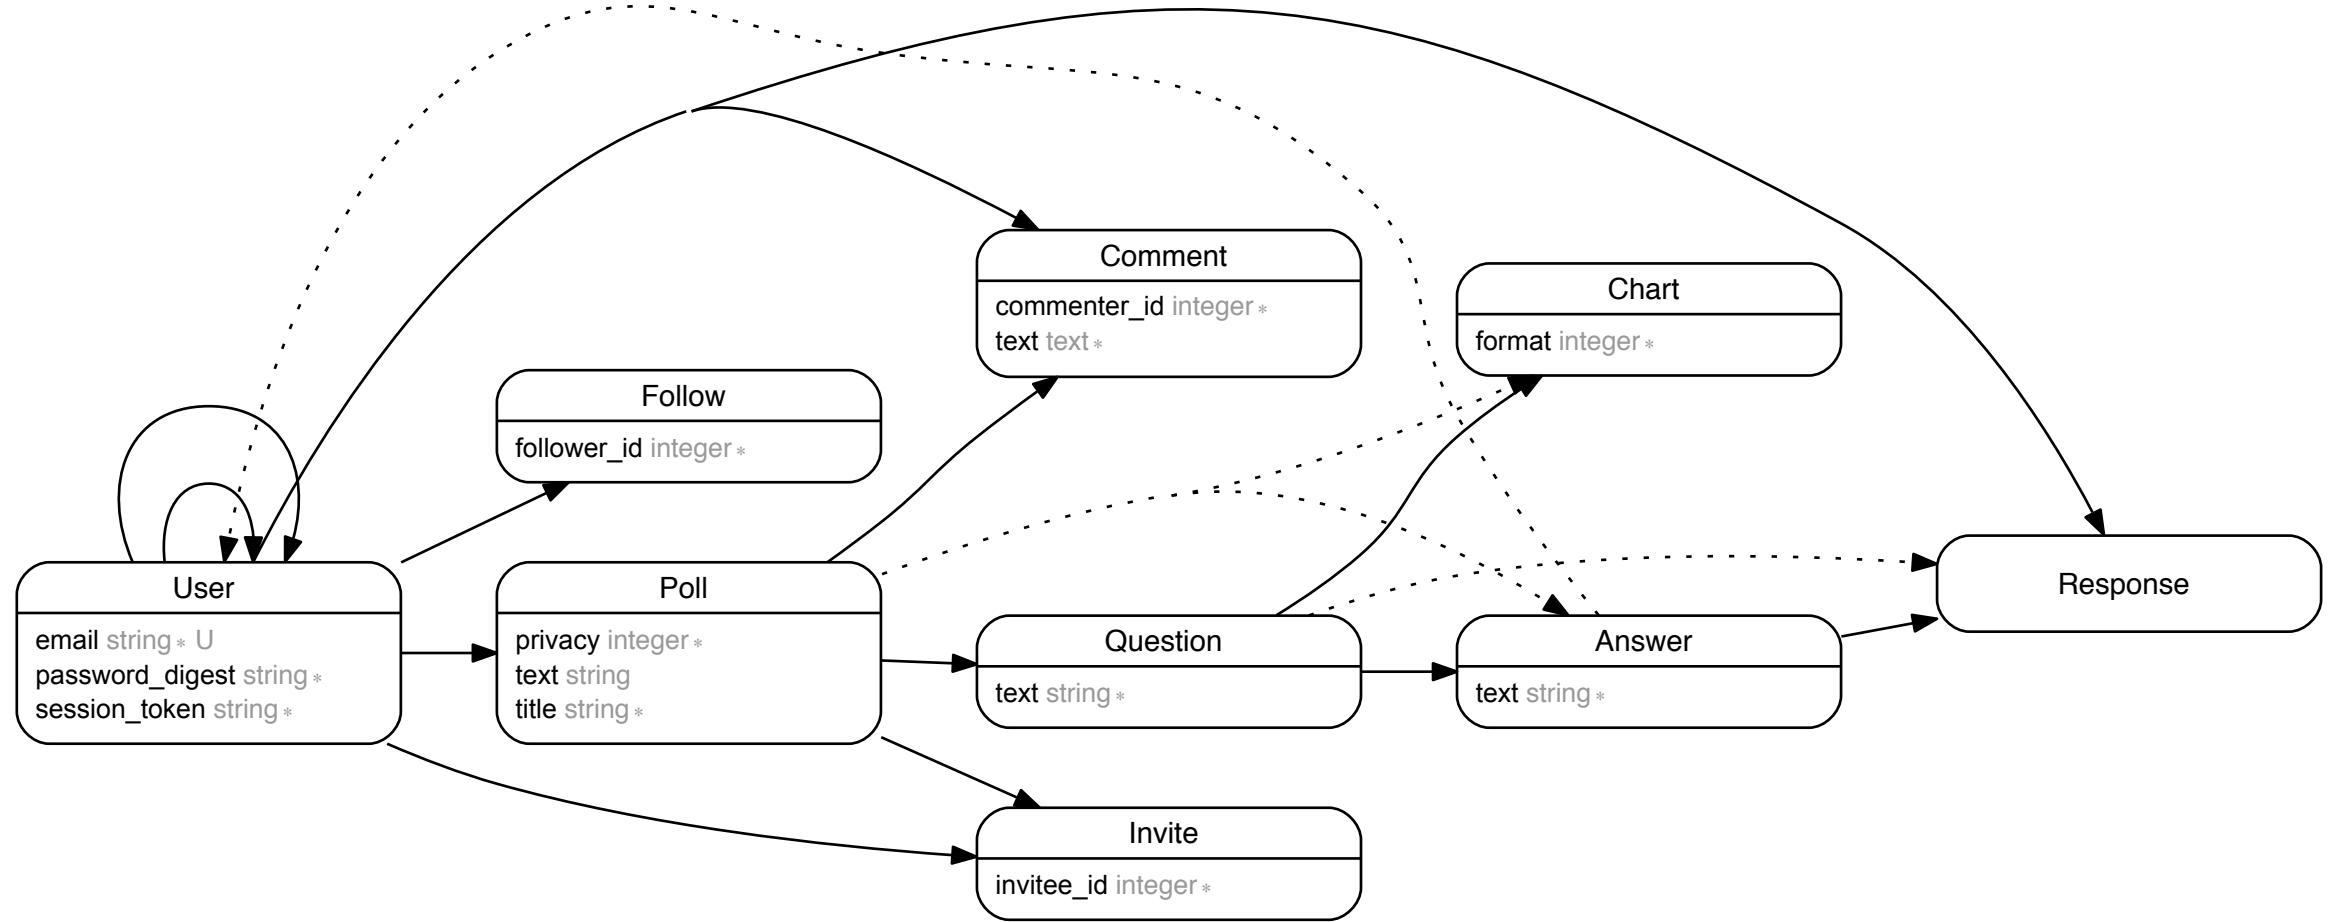 Comment
commenter_id integer *
text text *
Chart
format integer *
Follow
follower_id integer *
User
email string * U
password_digest string *
session_token string *
Poll
privacy integer *
text string
title string *
Question
text string *
Answer
text string *
Response
Invite
invitee_id integer *